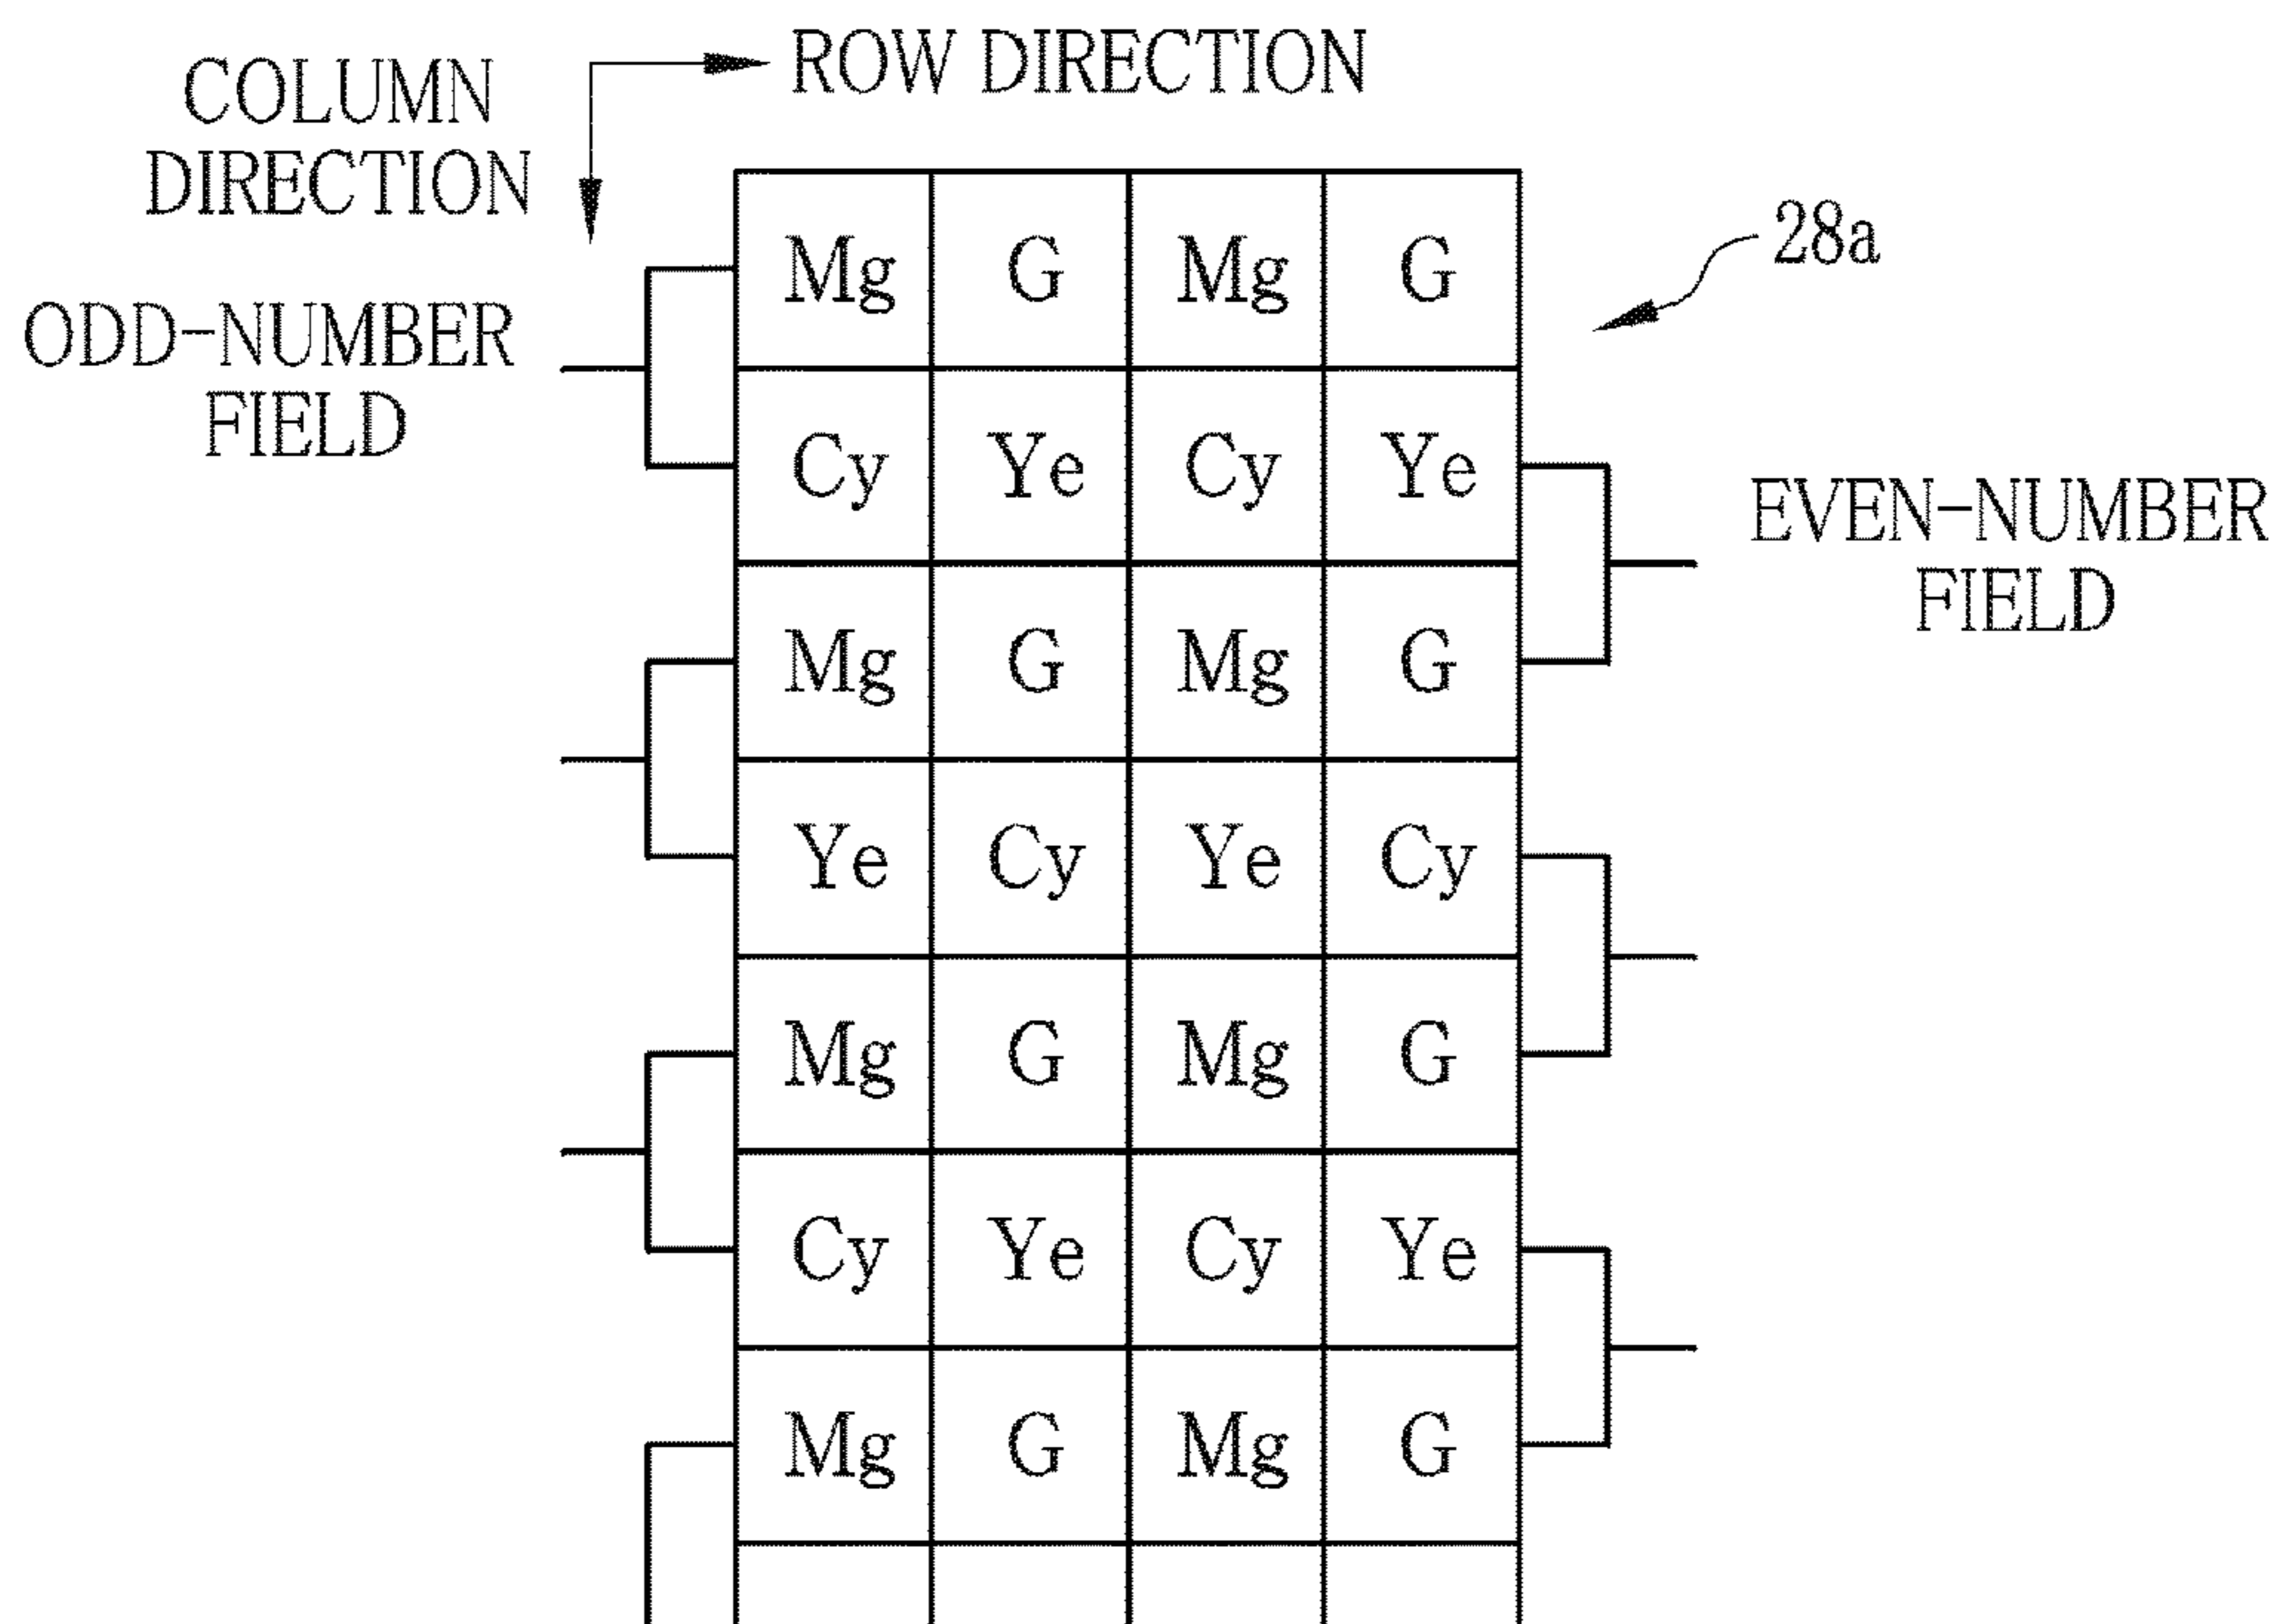 COLUMN DIRECTION
ROW DIRECTION
28a
ODD-NUMBER FIELD
EVEN-NUMBER FIELD
Mg G Mg G
Cy Ye Cy Ye
Mg G Mg G
Ye Cy Ye Cy
Mg G Mg G
Cy Ye Cy Ye
Mg G Mg G